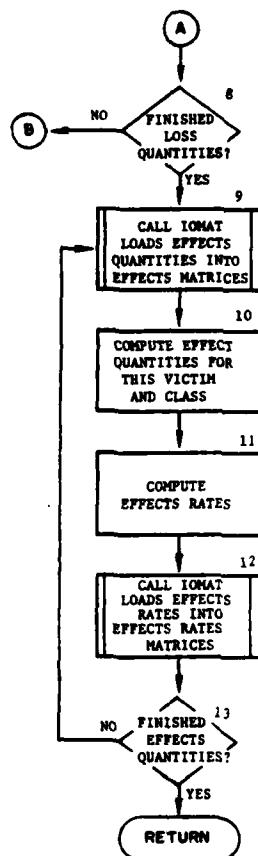 A
8
NO
B
FINISHED
LOSS
QUANTITIES?
YES
9
CALL IOMAT
LOADS EFFECTS
QUANTITIES INTO
EFFECTS MATRICES
10
COMPUTE EFFECT
QUANTITIES FOR
THIS VICTIM
AND CLASS
11
COMPUTE
EFFECTS RATES
12
CALL IOMAT
LOADS EFFECTS
RATES INTO
EFFECTS RATES
MATRICES
13
NO
FINISHED
EFFECTS
QUANTITIES?
YES
RETURN